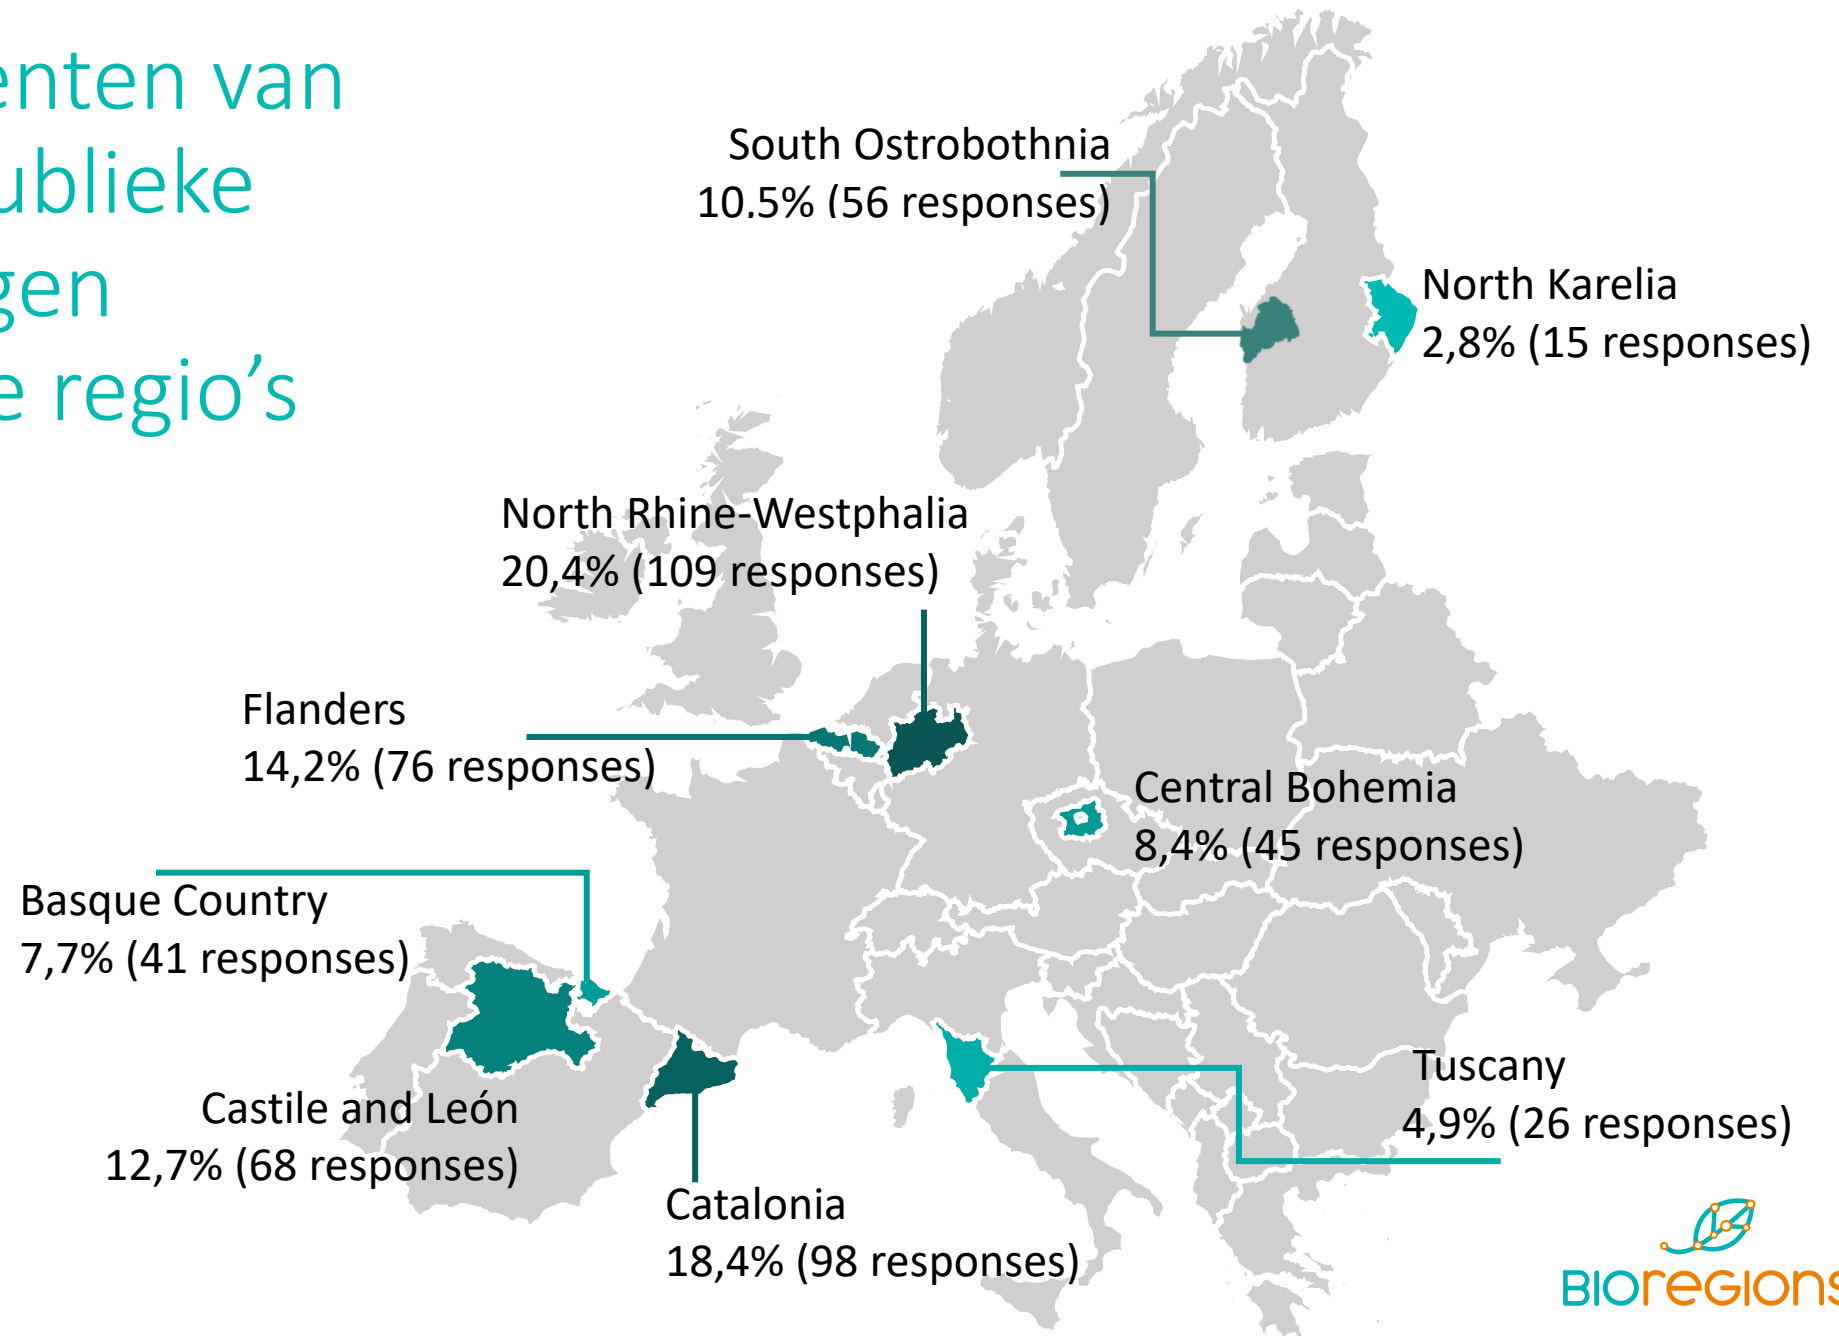 enten van
ublieke
gen
e regio’s
South Ostrobothnia
10.5% (56 responses)
North Karelia
2,8% (15 responses)
North Rhine-Westphalia
20,4% (109 responses)
Flanders
14,2% (76 responses)
Central Bohemia
8,4% (45 responses)
Basque Country
7,7% (41 responses)
Castile and León
12,7% (68 responses)
Tuscany
4,9% (26 responses)
Catalonia
18,4% (98 responses)
BIOreGIONS